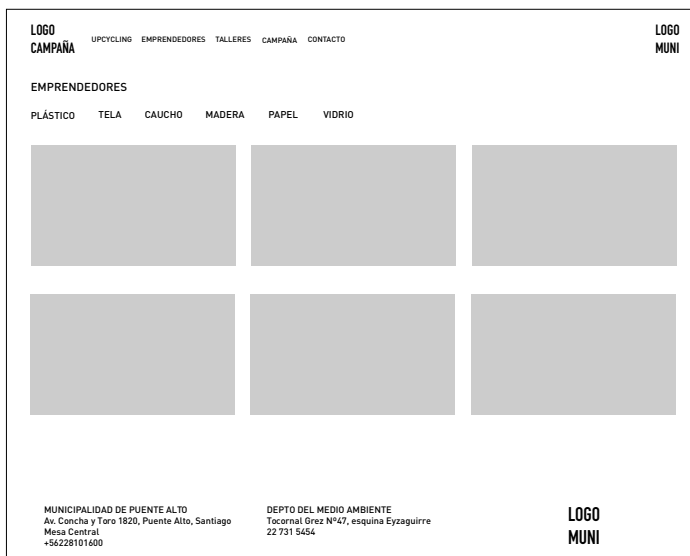 LOGO
CAMPAÑA
UPCYCLING EMPRENDEDORES TALLERES CAMPAÑA CONTACTO
LOGO
MUNI
EMPRENDEDORES
PLÁSTICO TELA CAUCHO MADERA PAPEL VIDRIO
MUNICIPALIDAD DE PUENTE ALTO
Av. Concha y Toro 1820, Puente Alto, Santiago
Mesa Central
+56228101600
DEPTO DEL MEDIO AMBIENTE
Tocornal Grez Nº47, esquina Eyzaguirre
22 731 5454
LOGO
MUNI